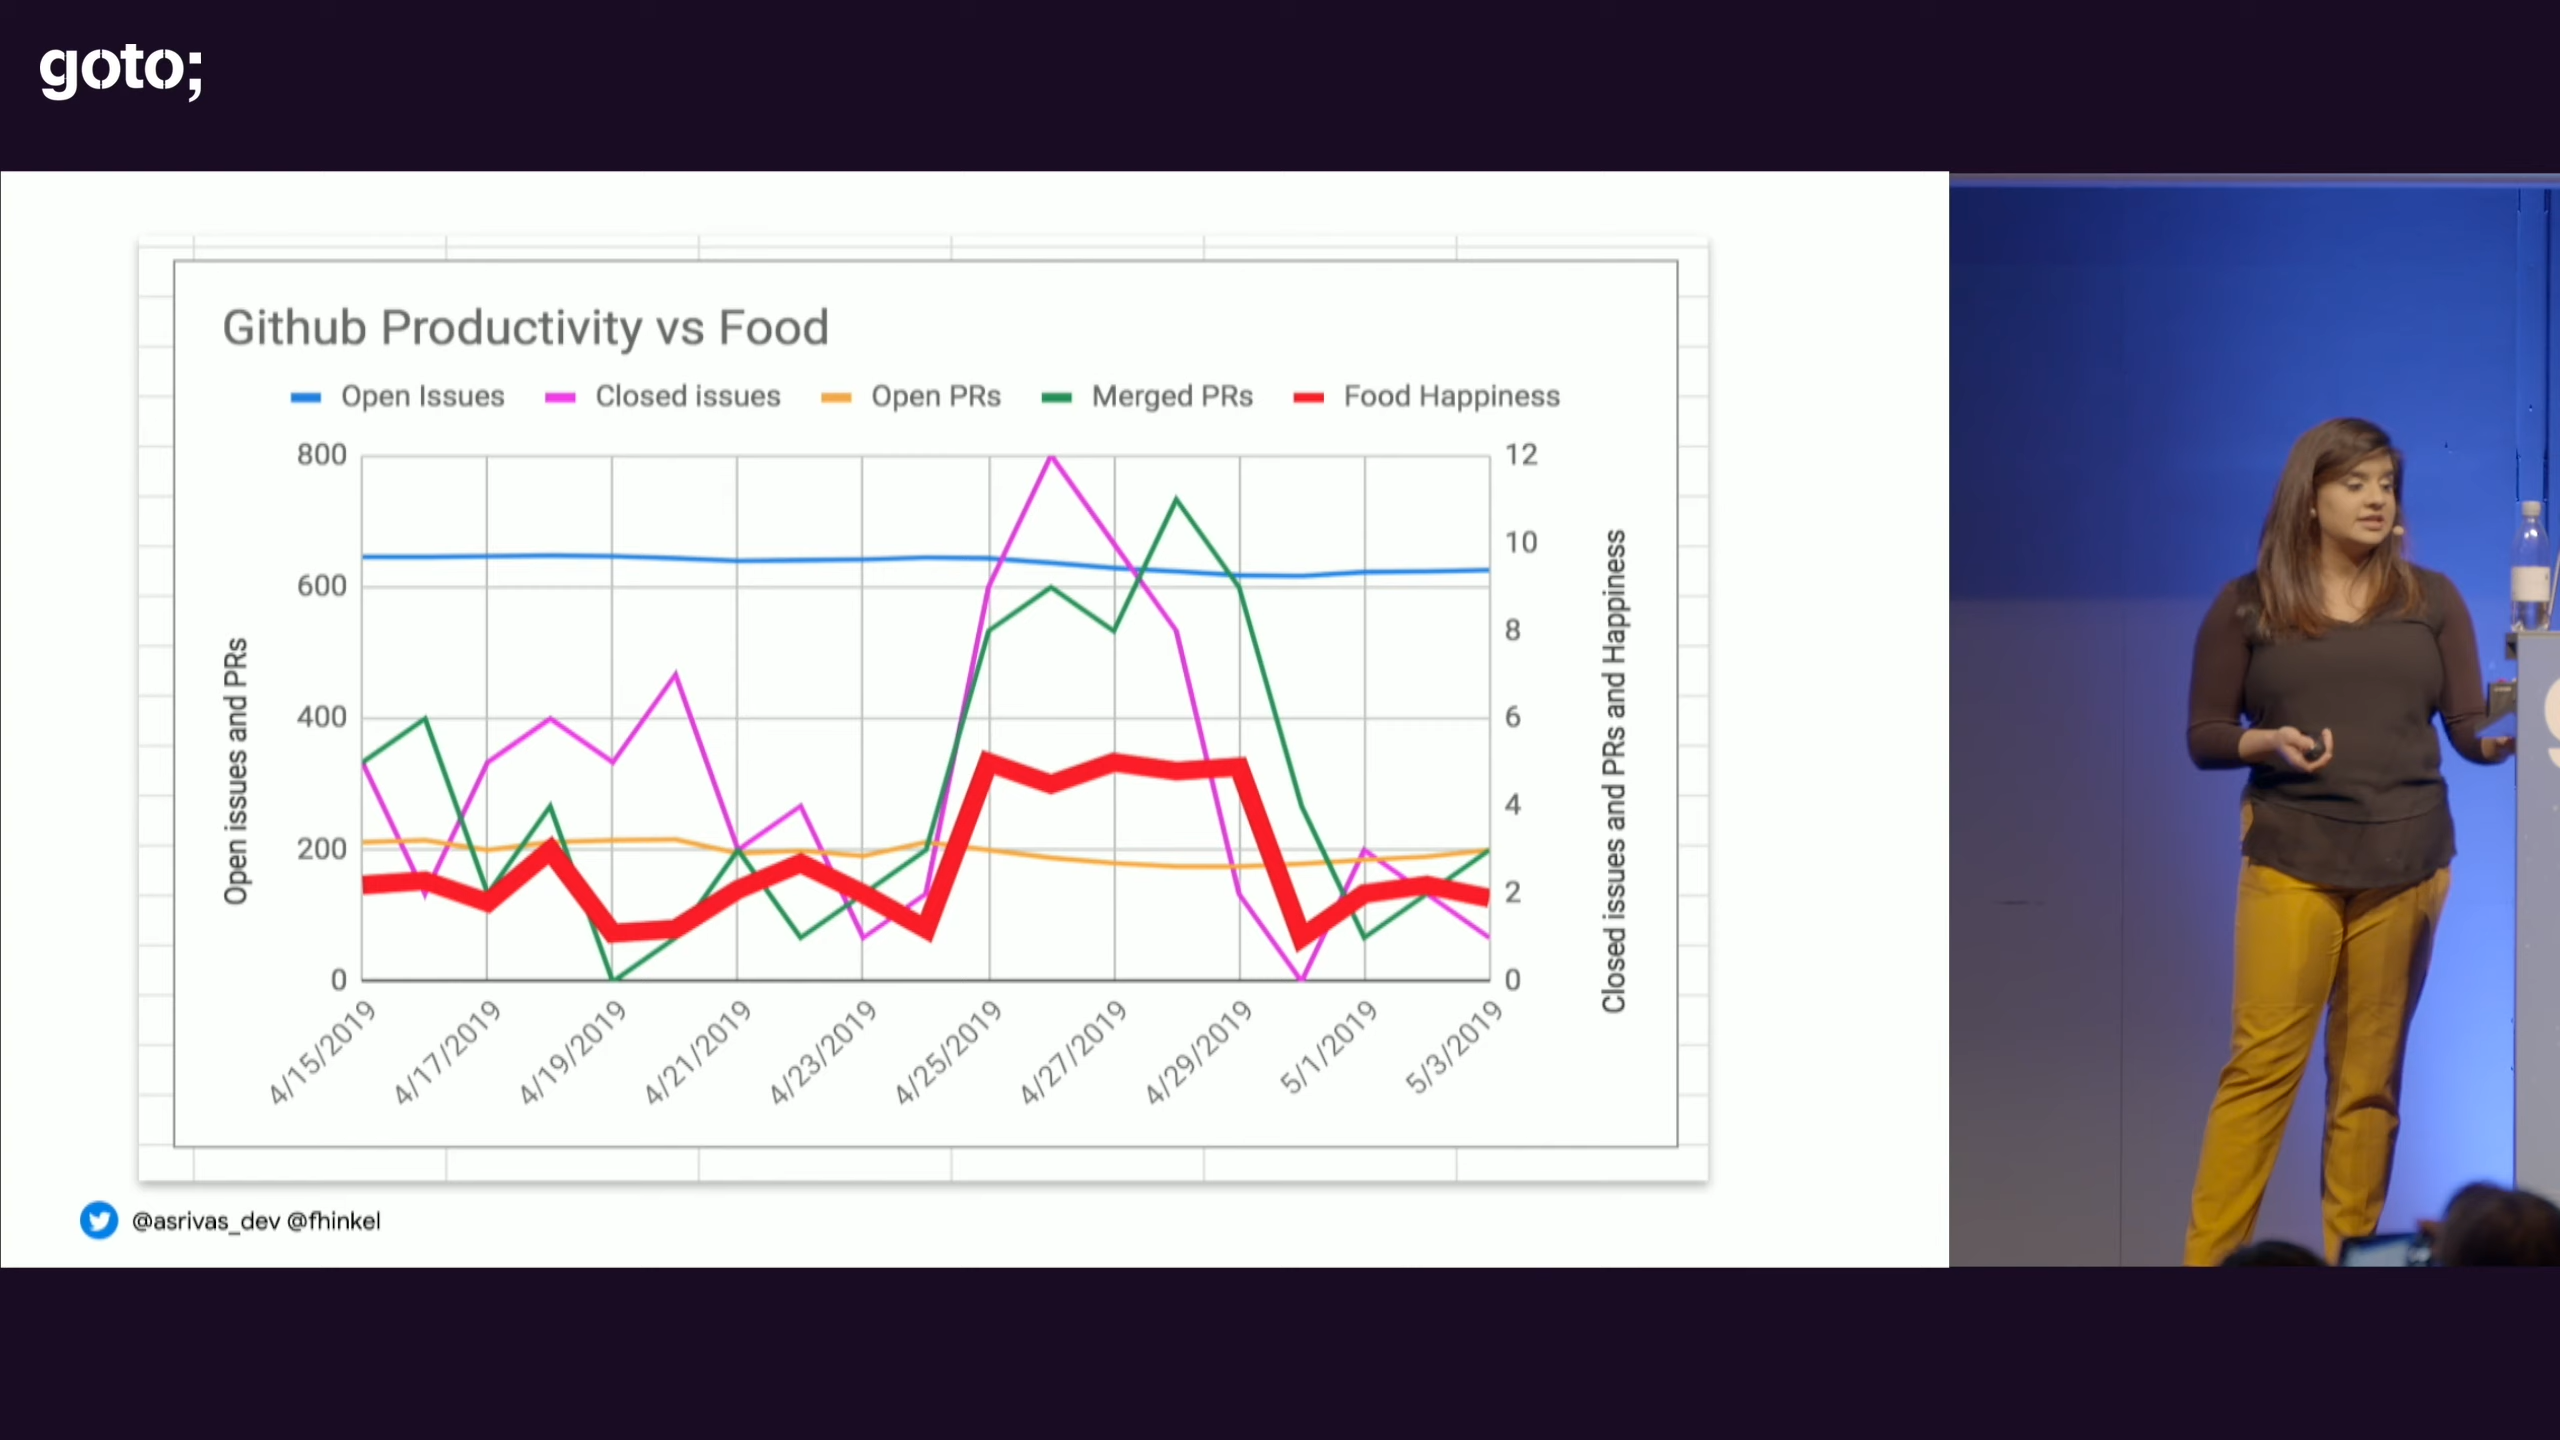 goto;
Github Productivity vs Food
Open Issues Closed issues Open PRs Merged PRs Food Happiness
800 12
10
600
8
400 6
4
200
2
0 0
Open issues and PRs
Closed issues and PRs and Happiness
4/15/2019 4/17/2019 4/19/2019 4/21/2019 4/23/2019 4/25/2019 4/27/2019 4/29/2019 5/1/2019 5/3/2019
@asrivas_dev @fhinkel